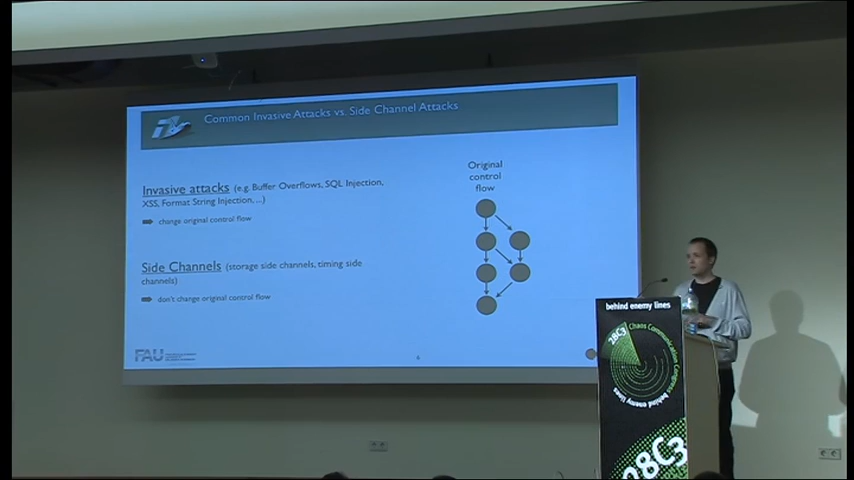 Common Invasive Attacks vs. Side Channel Attacks
Original
control
flow
Invasive attacks (e.g. Buffer Overflows, SQL Injection,
XSS, Format String Injection, ...)
change original control flow
Side Channels (storage side channels, timing side
channels)
don't change original control flow
FAU
behind enemy lines
28C3
Chaos Communication Congress
behind enemy lines
28C3